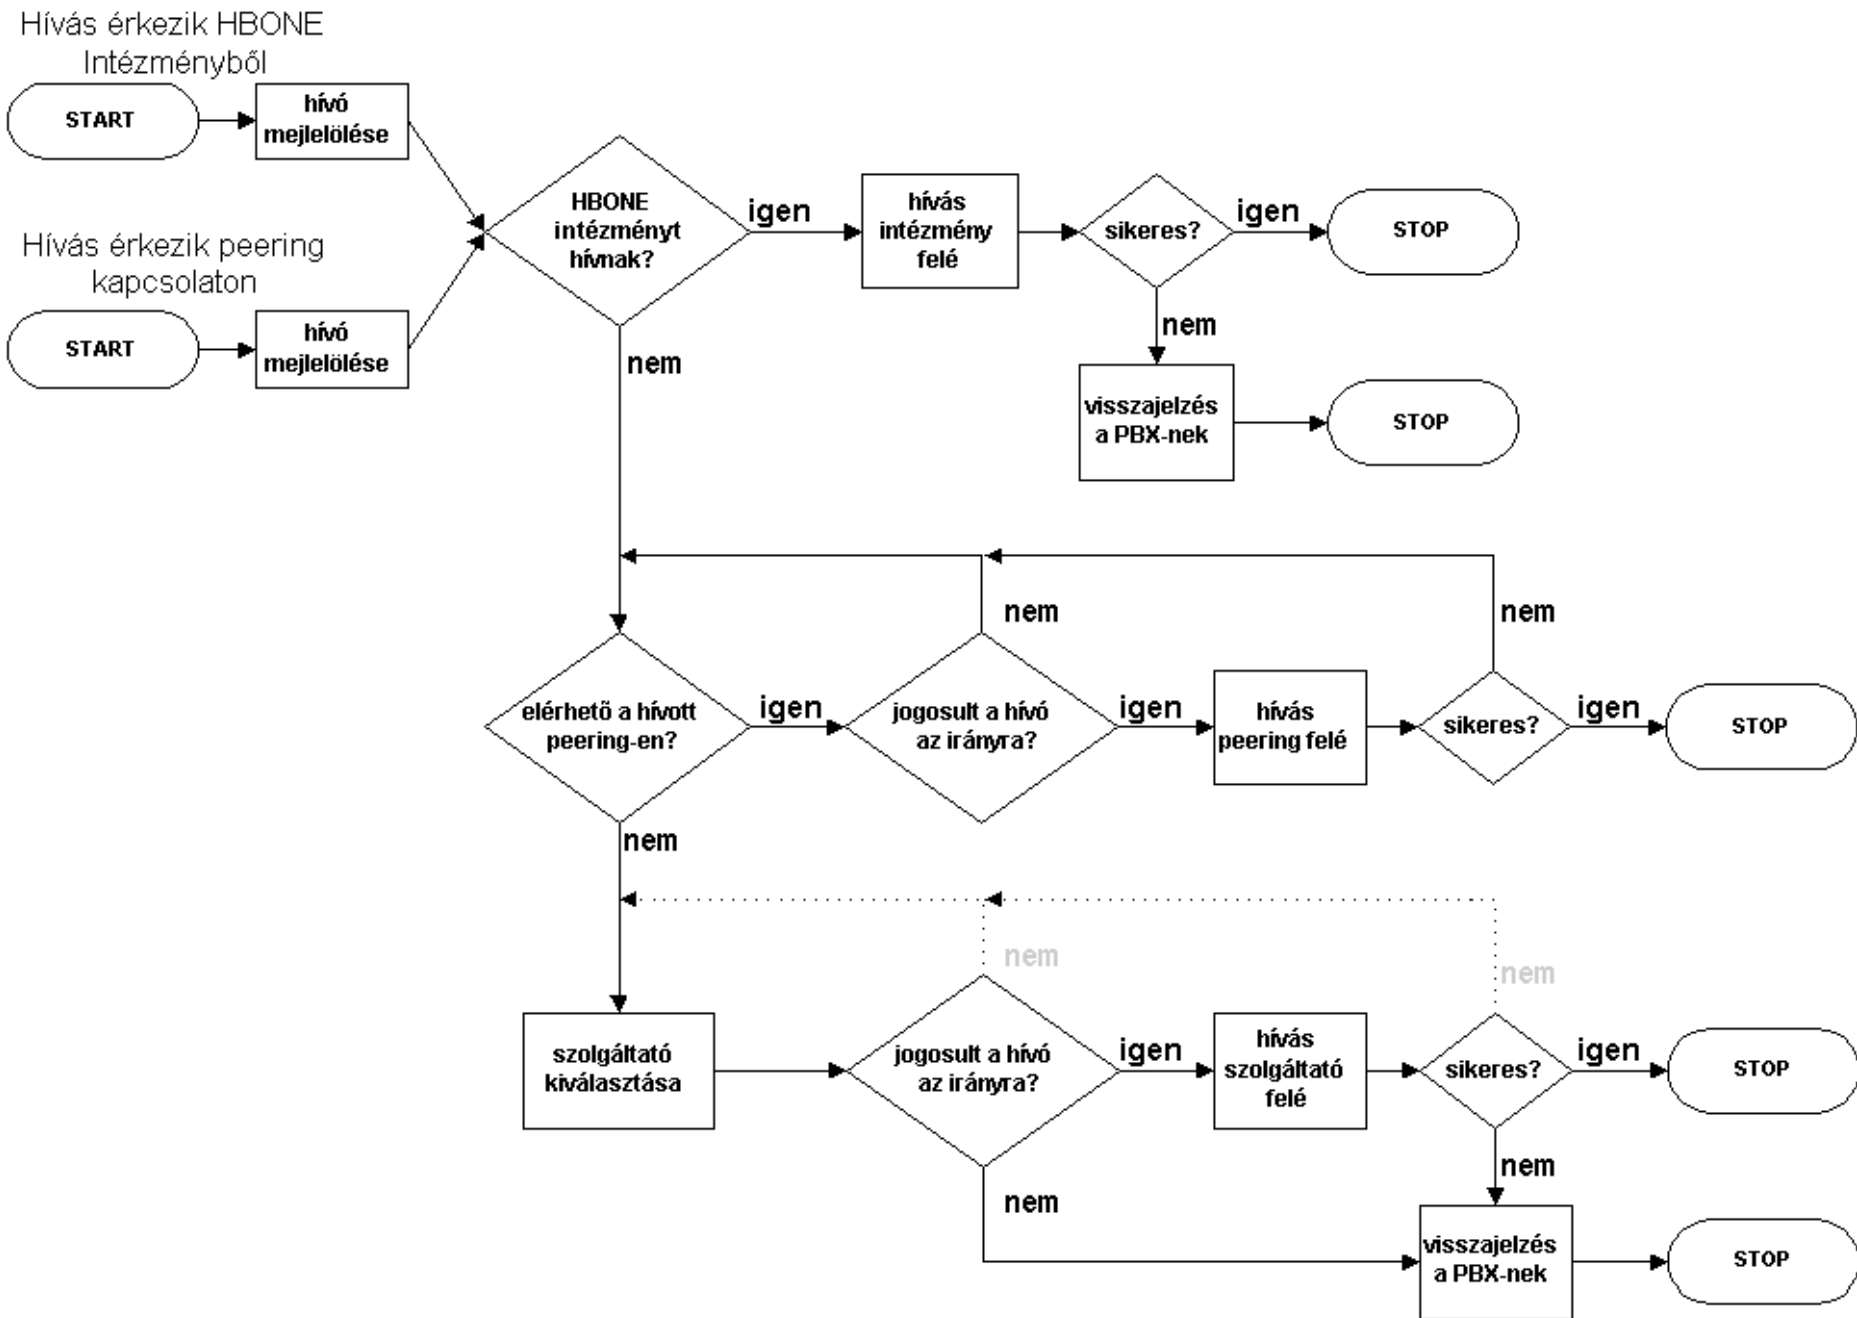 Hívás érkezik HBONE
Intézményből
START
hívó
mejlelölése
Hívás érkezik peering
kapcsolaton
START
hívó
mejlelölése
HBONE
intézményt
hívnak?
igen
hívás
intézmény
felé
sikeres?
igen
STOP
nem
visszajelzés
a PBX-nek
STOP
nem
elérhető a hívott
peering-en?
igen
jogosult a hívó
az irányra?
nem
igen
hívás
peering felé
sikeres?
nem
igen
STOP
nem
szolgáltató
kiválasztása
jogosult a hívó
az irányra?
nem
igen
hívás
szolgáltató
felé
sikeres?
nem
igen
STOP
nem
nem
visszajelzés
a PBX-nek
STOP